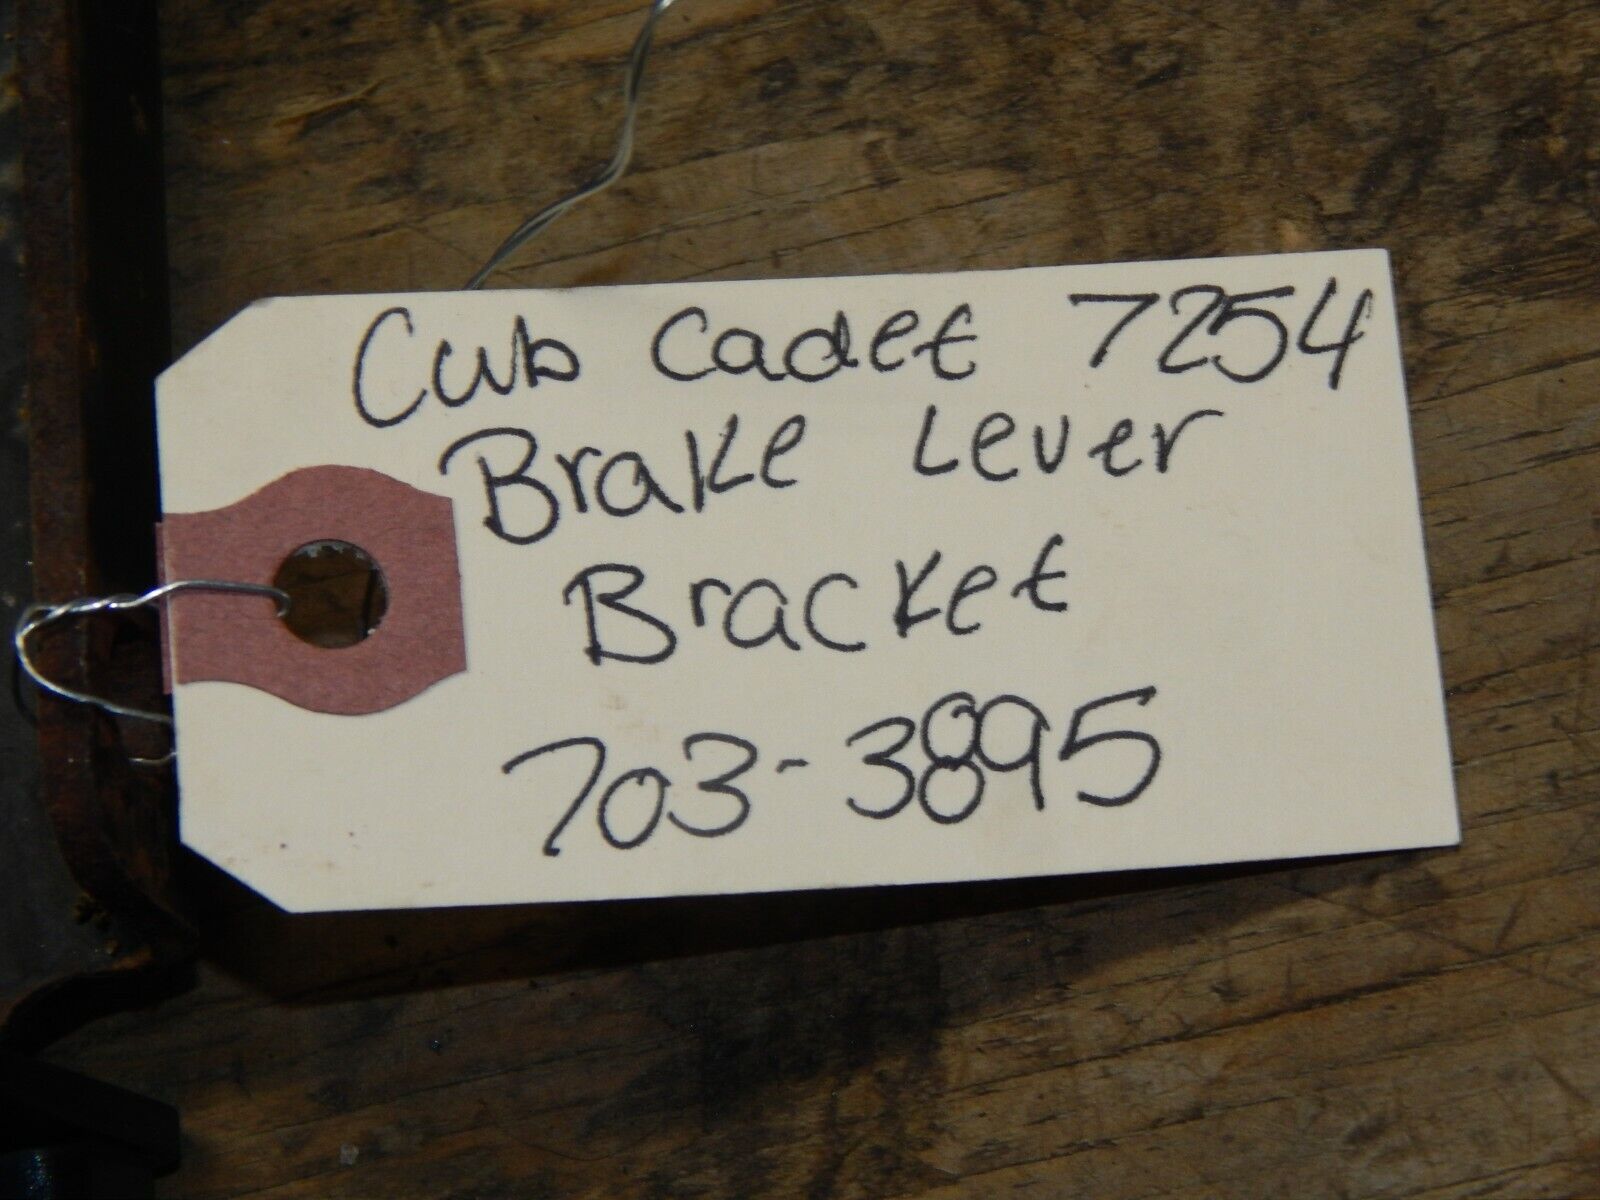 Cub Cadet 7254
Brake Lever
Bracket
703-3895